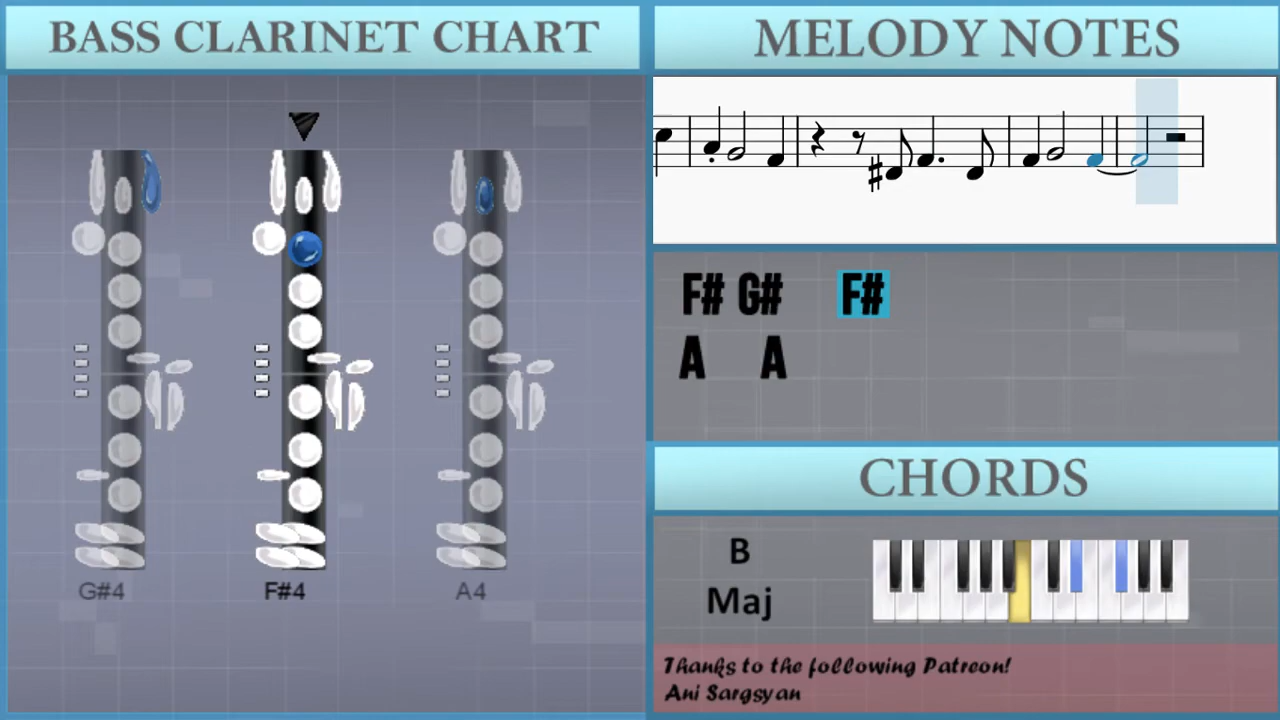 BASS CLARINET CHART
G#4 F#4 A4
MELODY NOTES
F# G# F#
A A
CHORDS
B
Maj
Thanks to the following Patreon!
Ani Sargsyan